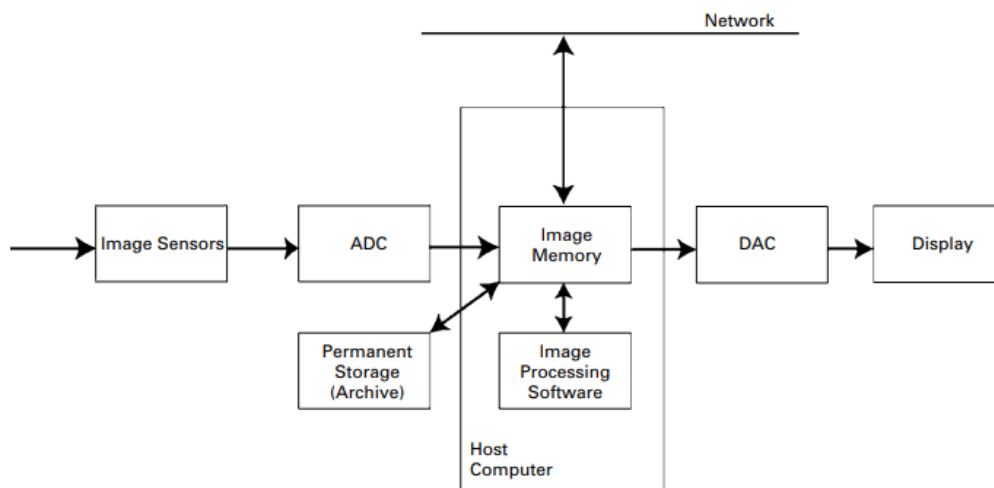 Network
Image Sensors
ADC
Image
Memory
DAC
Display
Permanent
Storage
(Archive)
Image
Processing
Software
Host
Computer